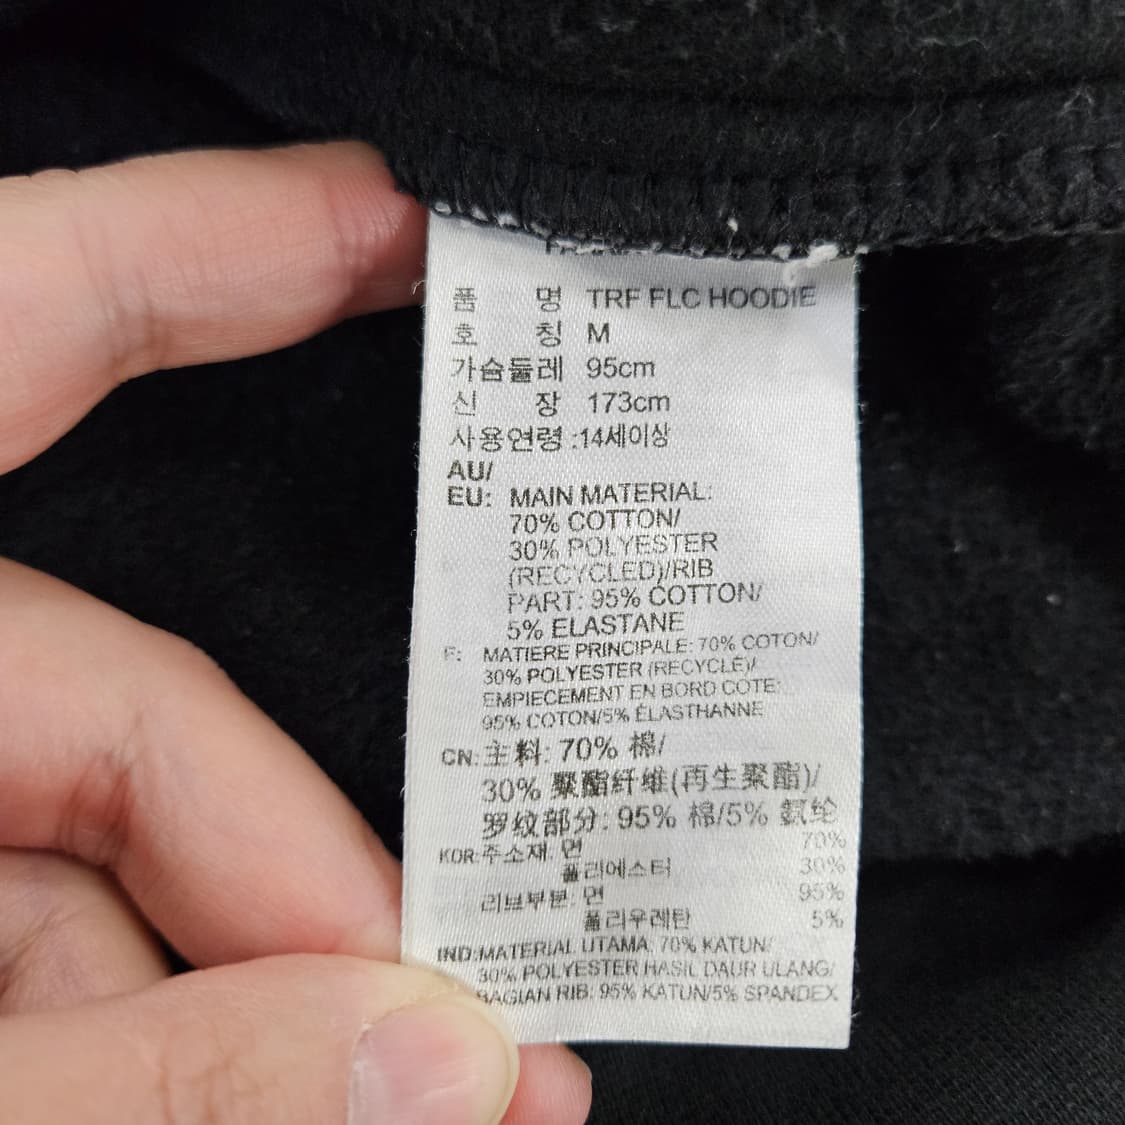 품 명 TRF FLC HOODIE
호 칭 M
가슴둘레 95cm
신 장 173cm
사용연령 :14세이상
AU/
EU: MAIN MATERIAL:
70% COTTON/
30% POLYESTER
(RECYCLED)/RIB
PART: 95% COTTON/
5% ELASTANE
F: MATIERE PRINCIPALE: 70% COTON/
30% POLYESTER (RECYCLÉ)/
EMPIECEMENT EN BORD COTE:
95% COTON/5% ÉLASTHANNE
CN: 主料: 70% 棉/
30% 聚酯纤维(再生聚酯)/
罗纹部分: 95% 棉/5% 氨纶
KOR:주소재: 면 70%
폴리에스터 30%
리브부분: 면 95%
폴리우레탄 5%
IND:MATERIAL UTAMA: 70% KATUN/
30% POLYESTER HASIL DAUR ULANG/
BAGIAN RIB: 95% KATUN/5% SPANDEX